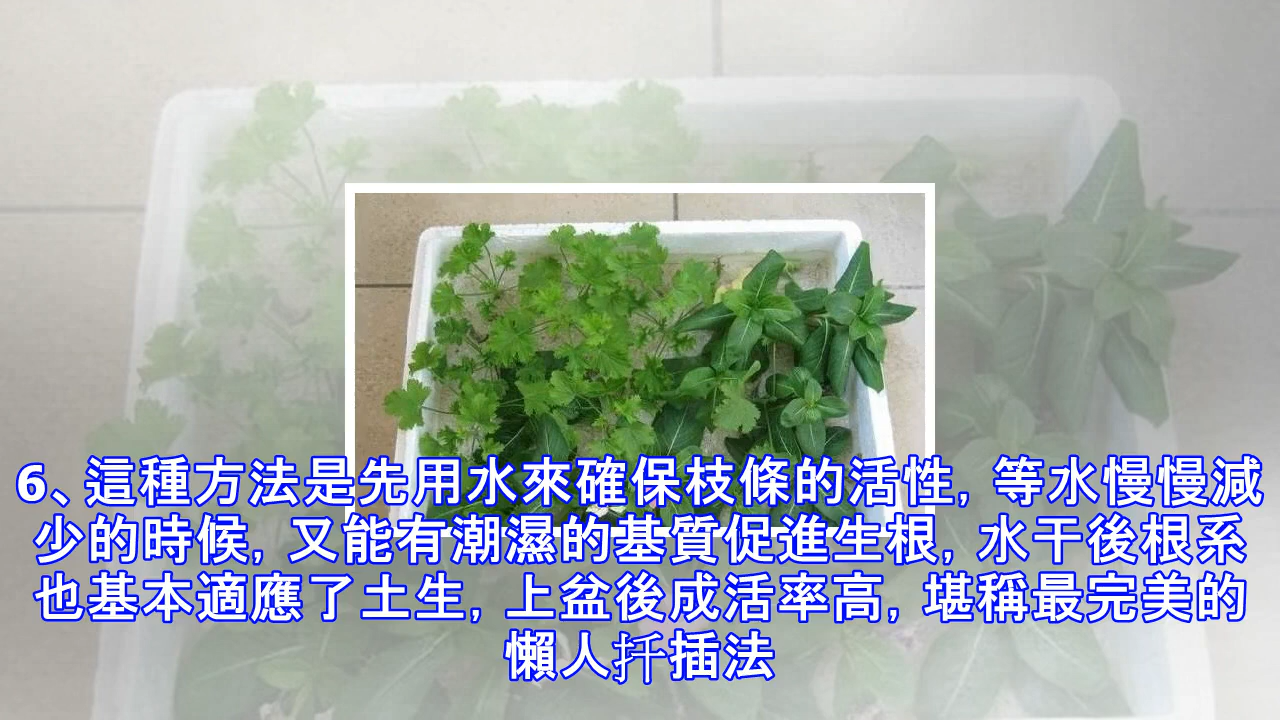 6、這種方法是先用水來確保枝條的活性, 等水慢慢減
少的時候, 又能有潮濕的基質促進生根, 水干後根系
也基本適應了土生, 上盆後成活率高, 堪稱最完美的
懶人扦插法